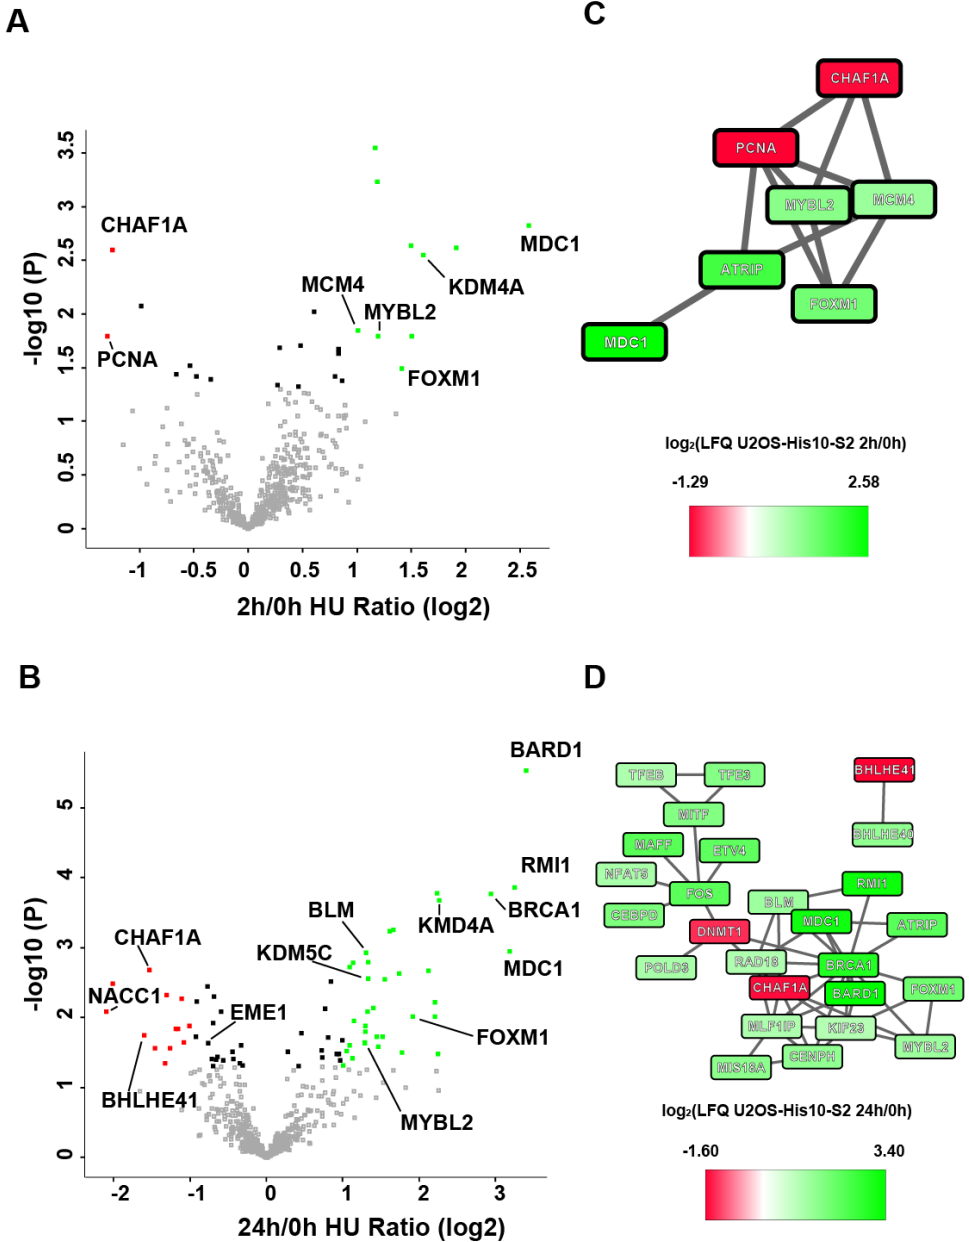 A
3.5
3
2.5
2
1.5
1
0.5
0
-log10 (P)
CHAF1A
MDC1
KDM4A
MCM4
MYBL2
PCNA
FOXM1
-1
-0.5
0
0.5
1
1.5
2
2.5
2h/0h HU Ratio (log2)
C
CHAF1A
PCNA
MYBL2
MCM4
ATRIP
FOXM1
MDC1
log₂(LFQ U2OS-His10-S2 2h/0h)
-1.29 2.58
B
5
4
3
2
1
0
-log10 (P)
BARD1
RMI1
BRCA1
KMD4A
BLM
KDM5C
MDC1
CHAF1A
NACC1
EME1
FOXM1
BHLHE41
MYBL2
-2
-1
0
1
2
3
24h/0h HU Ratio (log2)
D
TFEB
TFE3
BHLHE41
MITF
BHLHE40
MAFF
ETV4
NFAT5
RMI1
FOS
BLM
CEBPD
MDC1
ATRIP
DNMT1
POLD3
RAD18
BRCA1
CHAF1A
BARD1
FOXM1
MLF1IP
KIF23
MYBL2
CENPH
MIS18A
log₂(LFQ U2OS-His10-S2 24h/0h)
-1.60 3.40